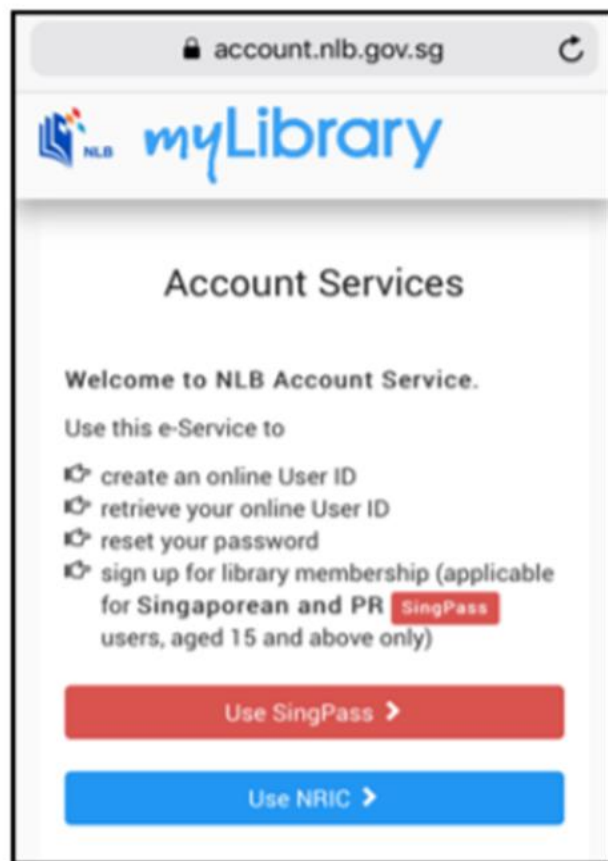 account.nlb.gov.sg
NLB myLibrary
Account Services
Welcome to NLB Account Service.
Use this e-Service to
create an online User ID
retrieve your online User ID
reset your password
sign up for library membership (applicable
for Singaporean and PR SingPass
users, aged 15 and above only)
Use SingPass
Use NRIC